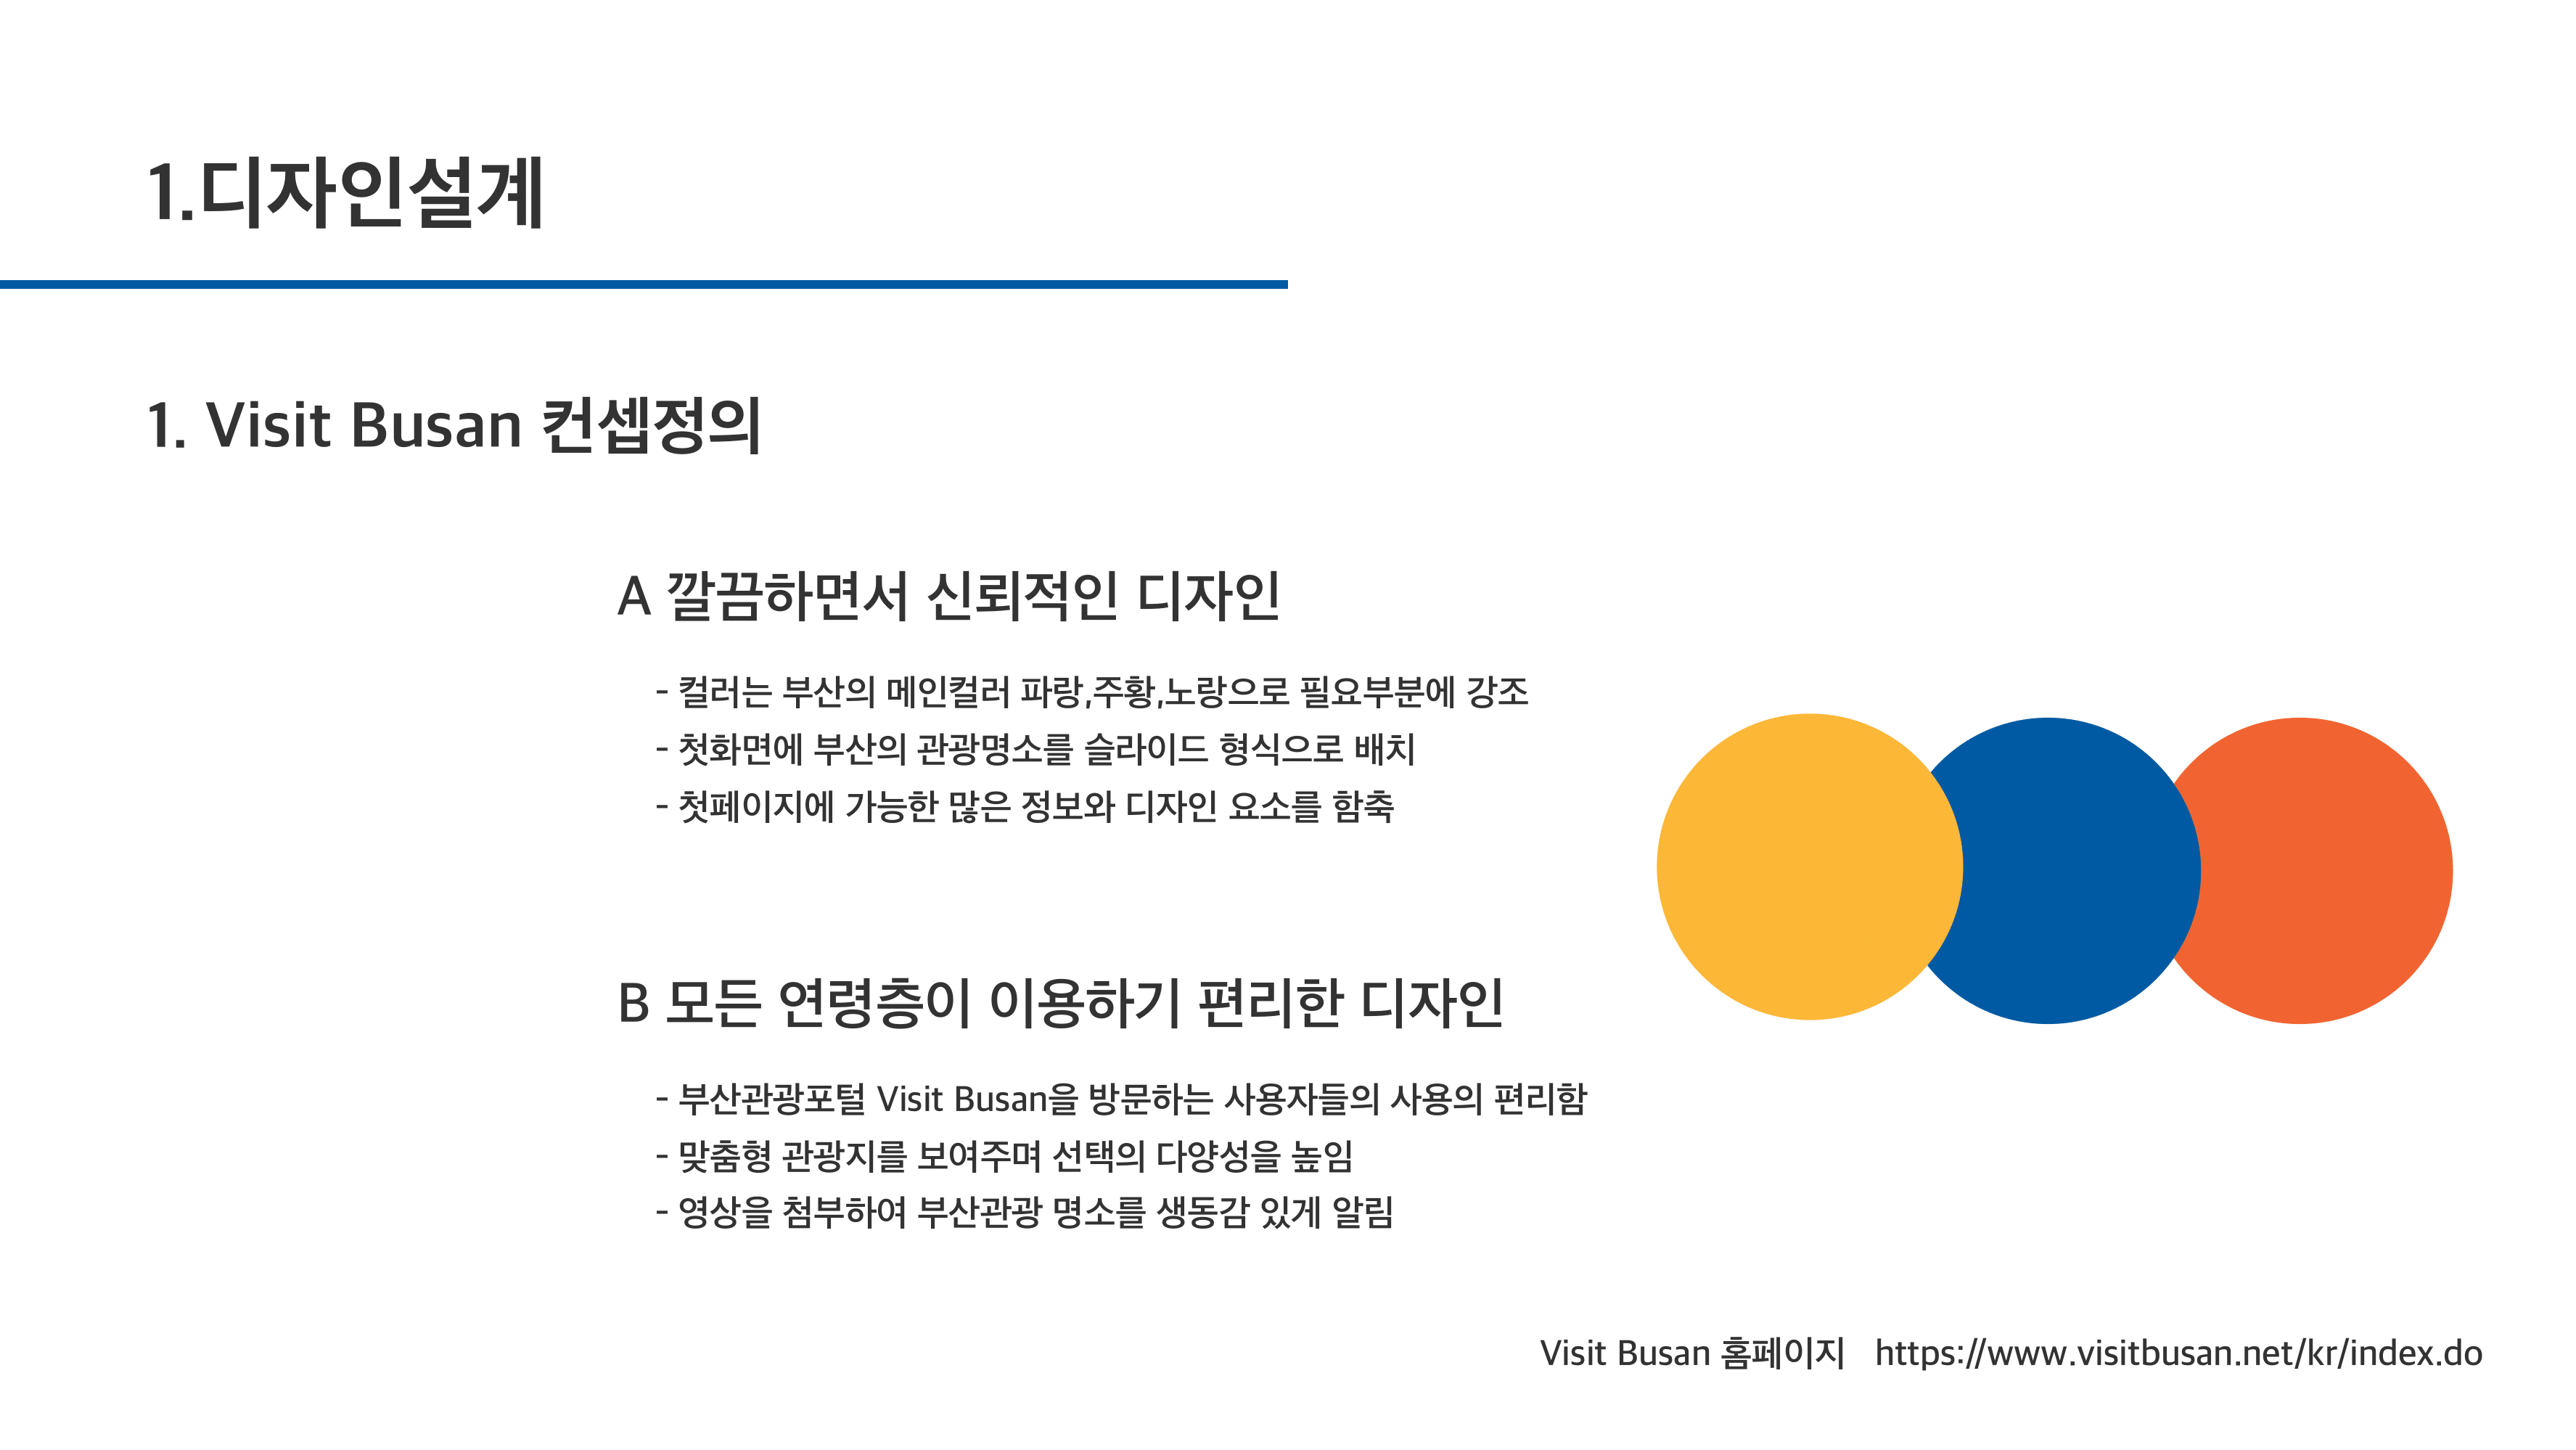 1.디자인설계
1. Visit Busan 컨셉정의
A 깔끔하면서 신뢰적인 디자인
- 컬러는 부산의 메인컬러 파랑,주황,노랑으로 필요부분에 강조
- 첫화면에 부산의 관광명소를 슬라이드 형식으로 배치
- 첫페이지에 가능한 많은 정보와 디자인 요소를 함축
B 모든 연령층이 이용하기 편리한 디자인
- 부산관광포털 Visit Busan을 방문하는 사용자들의 사용의 편리함
- 맞춤형 관광지를 보여주며 선택의 다양성을 높임
- 영상을 첨부하여 부산관광 명소를 생동감 있게 알림
Visit Busan 홈페이지 https://www.visitbusan.net/kr/index.do